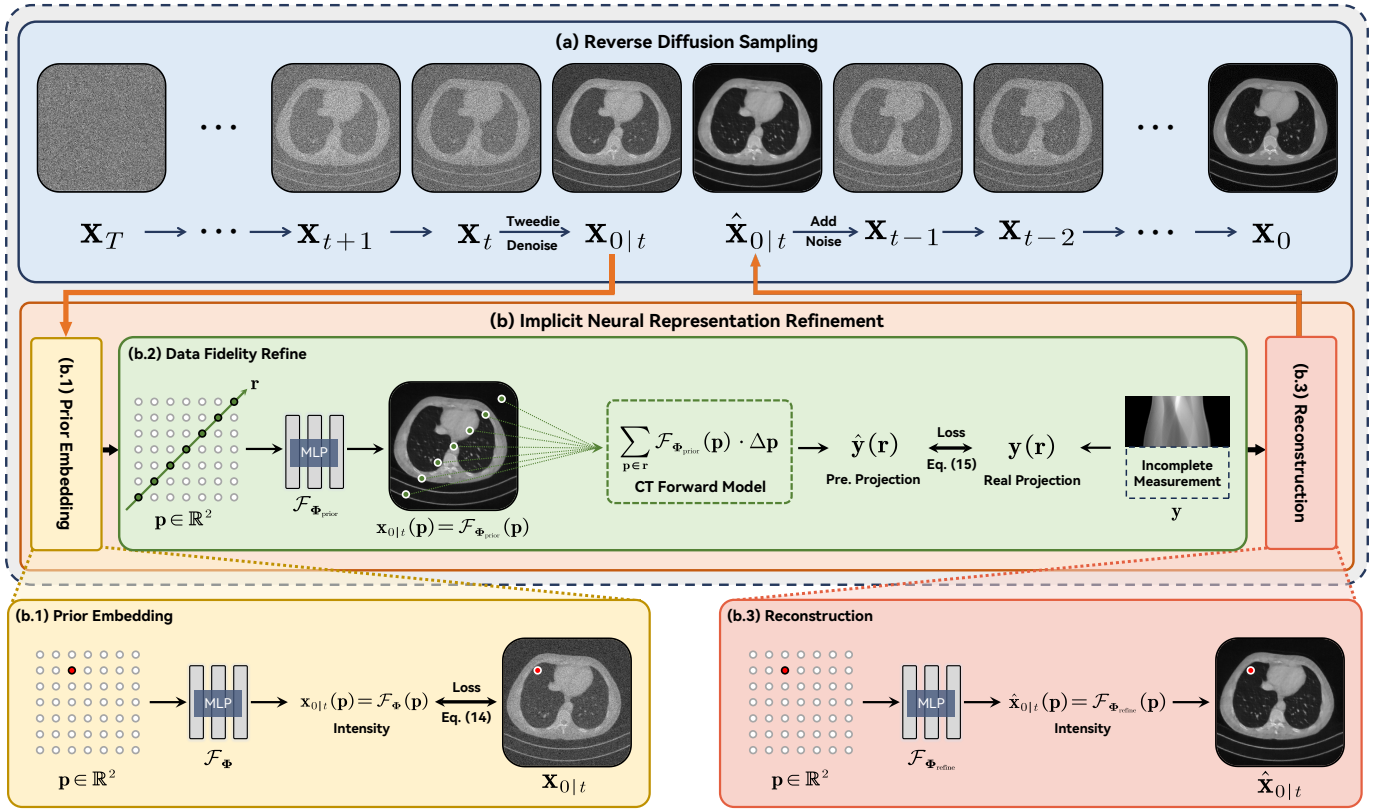 (a) Reverse Diffusion Sampling
... ...
x_T → ... → x_{t+1} → x_t Tweedie Denoise → x_{0|t} x̂_{0|t} Add Noise → x_{t-1} → x_{t-2} → ... → x_0
(b) Implicit Neural Representation Refinement
(b.1) Prior Embedding
(b.2) Data Fidelity Refine
r
MLP
F_{Φ_prior}
p ∈ ℝ²
x_{0|t}(p) = F_{Φ_prior}(p)
∑_{p∈r} F_{Φ_prior}(p) · Δp
CT Forward Model
ŷ(r)
Pre. Projection
Loss
Eq. (15)
y(r)
Real Projection
Incomplete
Measurement
y
(b.3) Reconstruction
(b.1) Prior Embedding
MLP
F_Φ
p ∈ ℝ²
x_{0|t}(p) = F_Φ(p)
Intensity
Loss
Eq. (14)
x_{0|t}
(b.3) Reconstruction
MLP
F_{Φ_refine}
p ∈ ℝ²
x̂_{0|t}(p) = F_{Φ_refine}(p)
Intensity
x̂_{0|t}